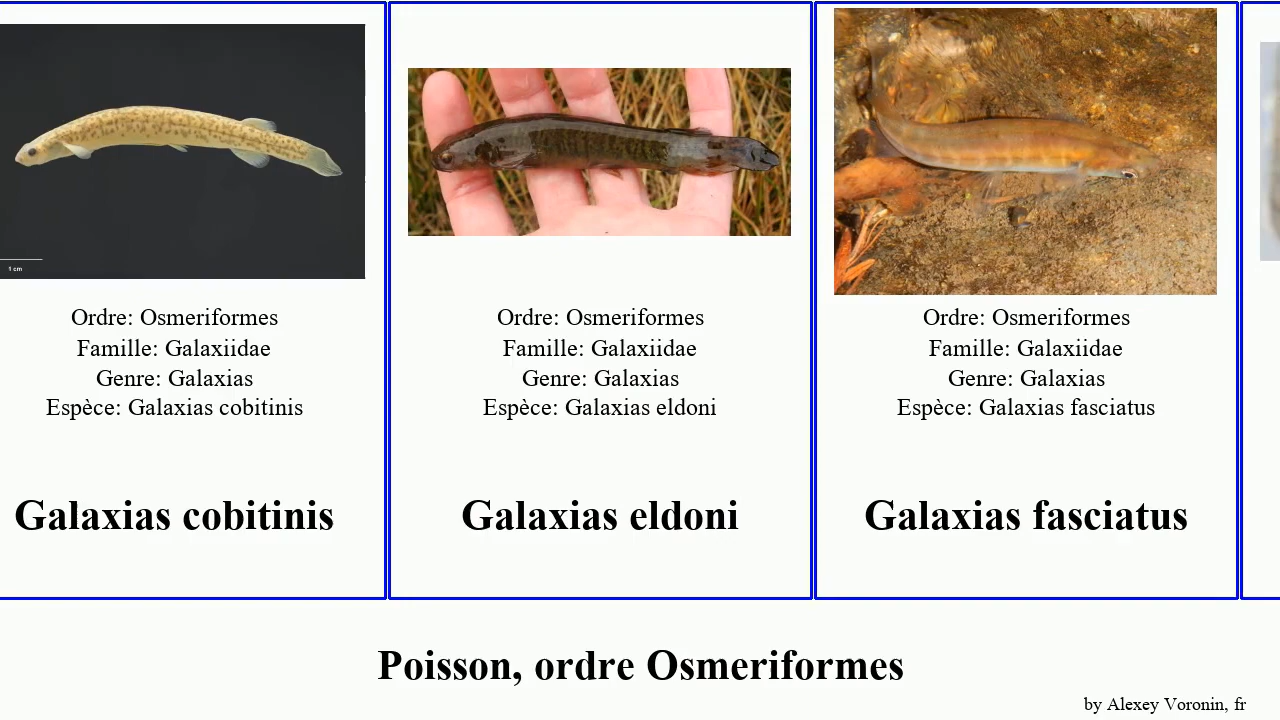 1 cm
Ordre: Osmeriformes
Famille: Galaxiidae
Genre: Galaxias
Espèce: Galaxias cobitinis
Galaxias cobitinis
Ordre: Osmeriformes
Famille: Galaxiidae
Genre: Galaxias
Espèce: Galaxias eldoni
Galaxias eldoni
Ordre: Osmeriformes
Famille: Galaxiidae
Genre: Galaxias
Espèce: Galaxias fasciatus
Galaxias fasciatus
Poisson, ordre Osmeriformes
by Alexey Voronin, fr